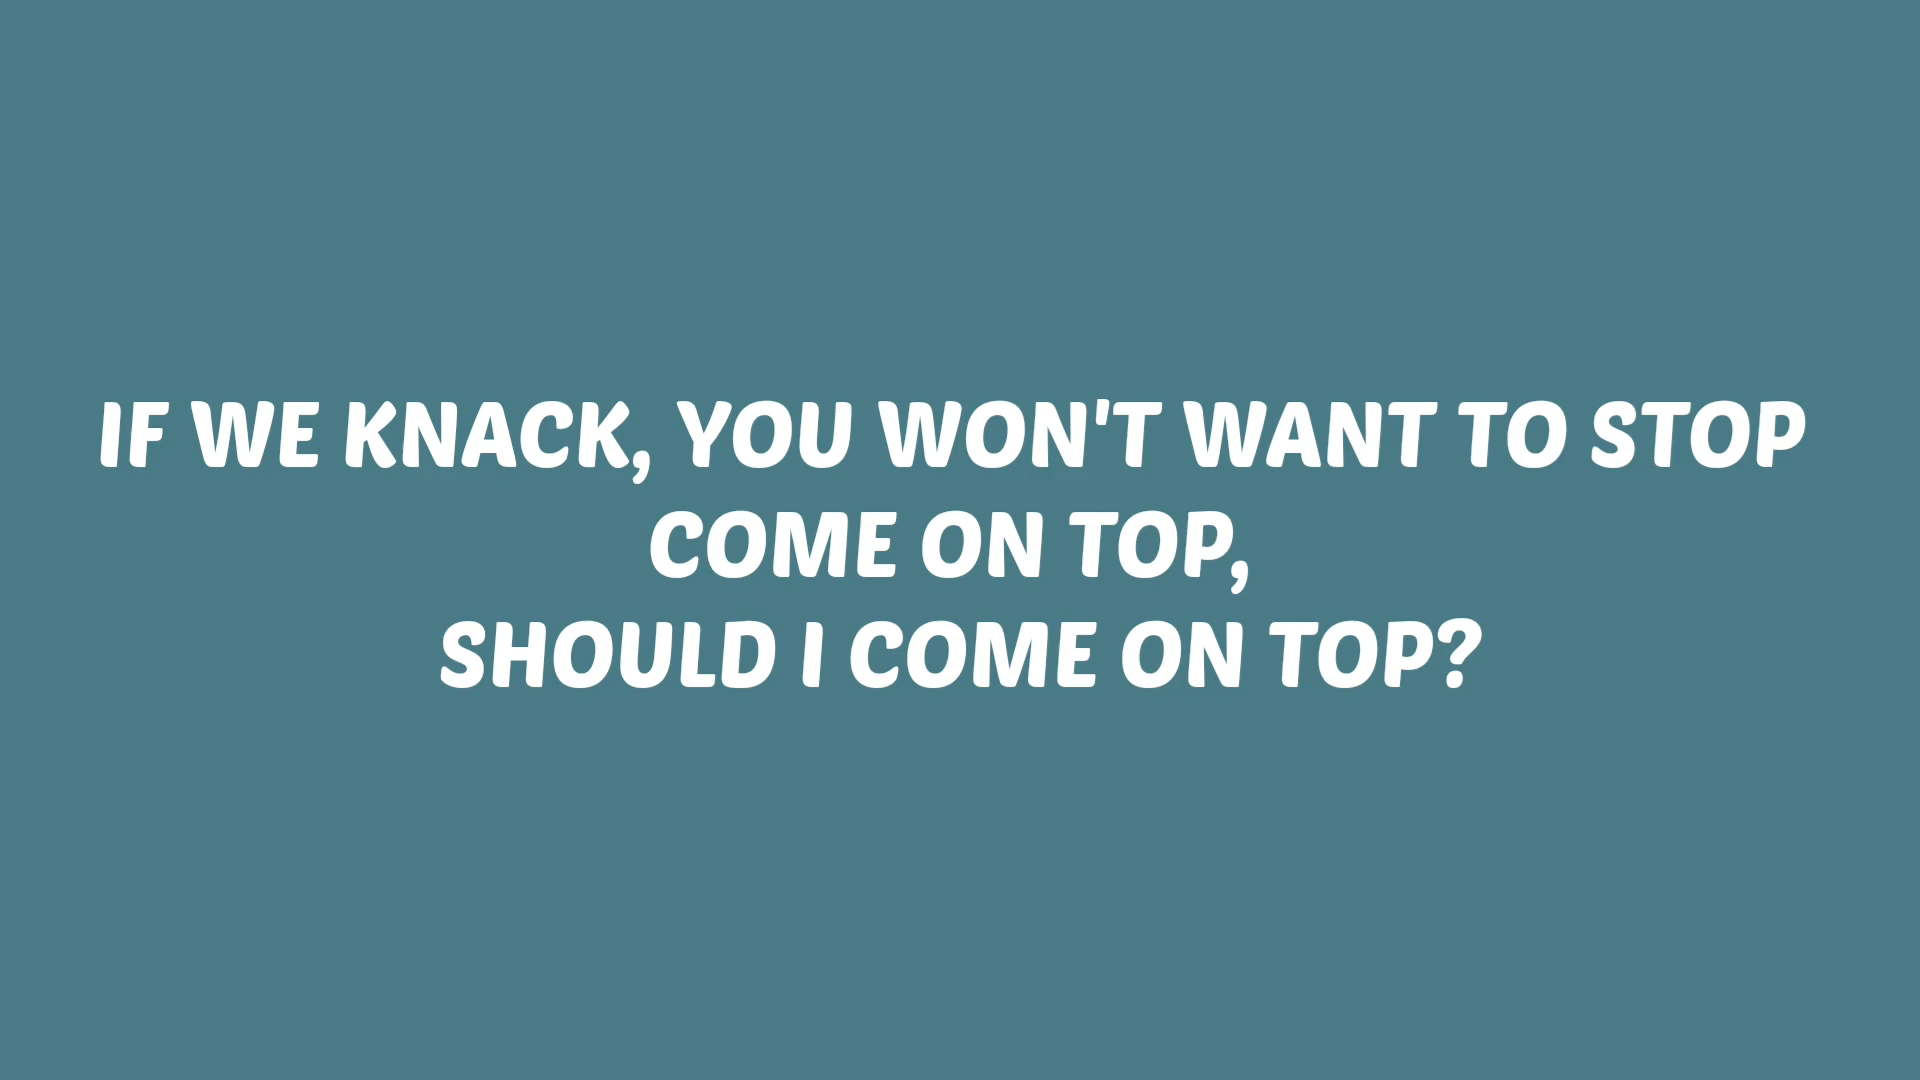 IF WE KNACK, YOU WON'T WANT TO STOP
COME ON TOP,
SHOULD I COME ON TOP?